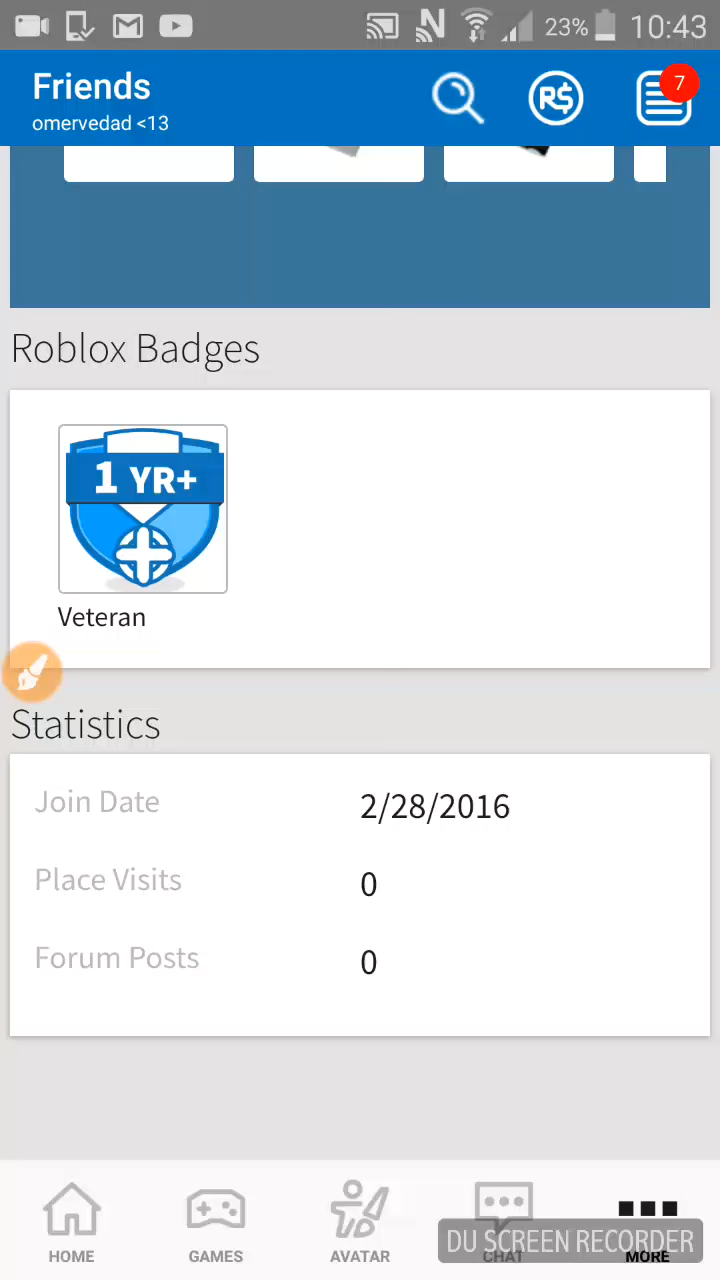 23% 10:43
Friends
omervedad <13
R$
7
Roblox Badges
1 YR+
Veteran
Statistics
Join Date 2/28/2016
Place Visits 0
Forum Posts 0
HOME GAMES AVATAR CHAT MORE
DU SCREEN RECORDER